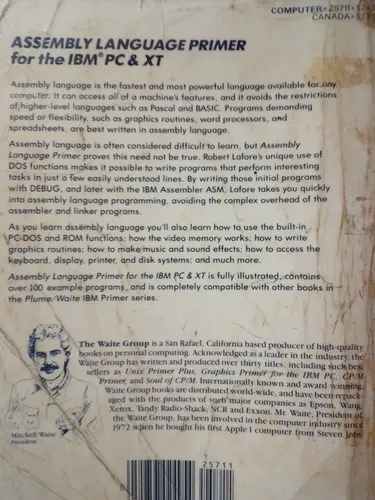 COMPUTER • Z5711 •
CANADA •
ASSEMBLY LANGUAGE PRIMER
for the IBM® PC & XT
Assembly language is the fastest and most powerful language available for any
computer. It can access all of a machine's features, and it avoids the restrictions
of higher-level languages such as Pascal and BASIC. Programs demanding
speed or flexibility, such as graphics routines, word processors, and
spreadsheets, are best written in assembly language.
Assembly language is often considered difficult to learn, but Assembly
Language Primer proves this need not be true. Robert Lafore's unique use of
DOS functions makes it possible to write programs that perform interesting
tasks in just a few easily understood lines. By writing those initial programs
with DEBUG, and later with the IBM Assembler ASM, Lafore takes you quickly
into assembly language programming, avoiding the complex overhead of the
assembler and linker programs.
As you learn assembly language you'll also learn how to use the built-in
PC-DOS and ROM functions; how the video memory works; how to write
graphics routines; how to make music and sound effects; how to access the
keyboard, display, printer, and disk systems; and much more.
Assembly Language Primer for the IBM PC & XT is fully illustrated, contains
over 100 example programs, and is completely compatible with other books in
the Plume/Waite IBM Primer series.
The Waite Group is a San Rafael, California based producer of high-quality
books on personal computing. Acknowledged as a leader in the industry, the
Waite Group has written and produced over thirty titles, including such best
sellers as Unix Primer Plus, Graphics Primer for the IBM PC, CP/M
Primer, and Soul of CP/M. Internationally known and award winning,
Waite Group books are distributed world-wide, and have been repack-
aged with the products of such major companies as Epson, Wang,
Xerox, Tandy Radio-Shack, NCR and Exxon. Mr. Waite, President of
the Waite Group, has been involved in the computer industry since
1972 when he bought his first Apple I computer from Steven Jobs.
Mitchell Waite
President
25711
0